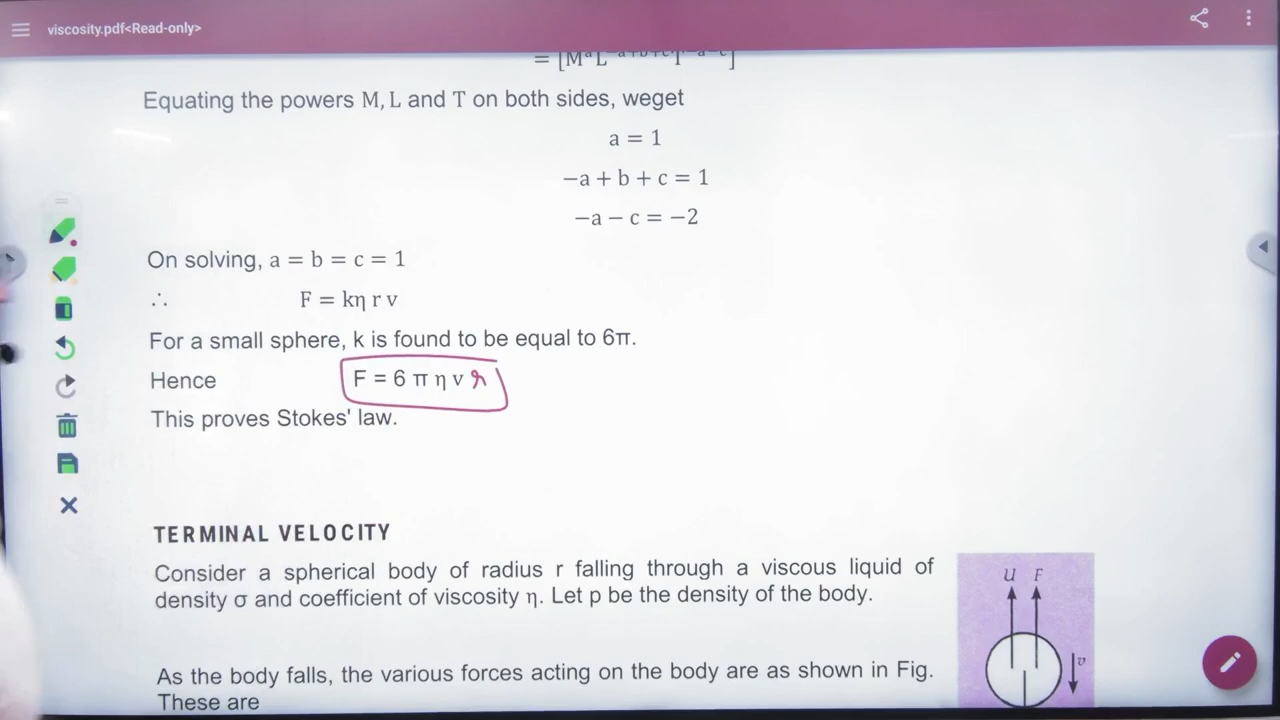 viscosity.pdf<Read-only>
= [MᵃL⁻ᵃ⁺ᵇ⁺ᶜT⁻ᵃ⁻ᶜ]
Equating the powers M, L and T on both sides, weget
a = 1
−a + b + c = 1
−a − c = −2
On solving, a = b = c = 1
∴ F = kη r v
For a small sphere, k is found to be equal to 6π.
Hence F = 6 π η v r
This proves Stokes' law.
TERMINAL VELOCITY
Consider a spherical body of radius r falling through a viscous liquid of
density σ and coefficient of viscosity η. Let p be the density of the body.
U F
v
As the body falls, the various forces acting on the body are as shown in Fig.
These are